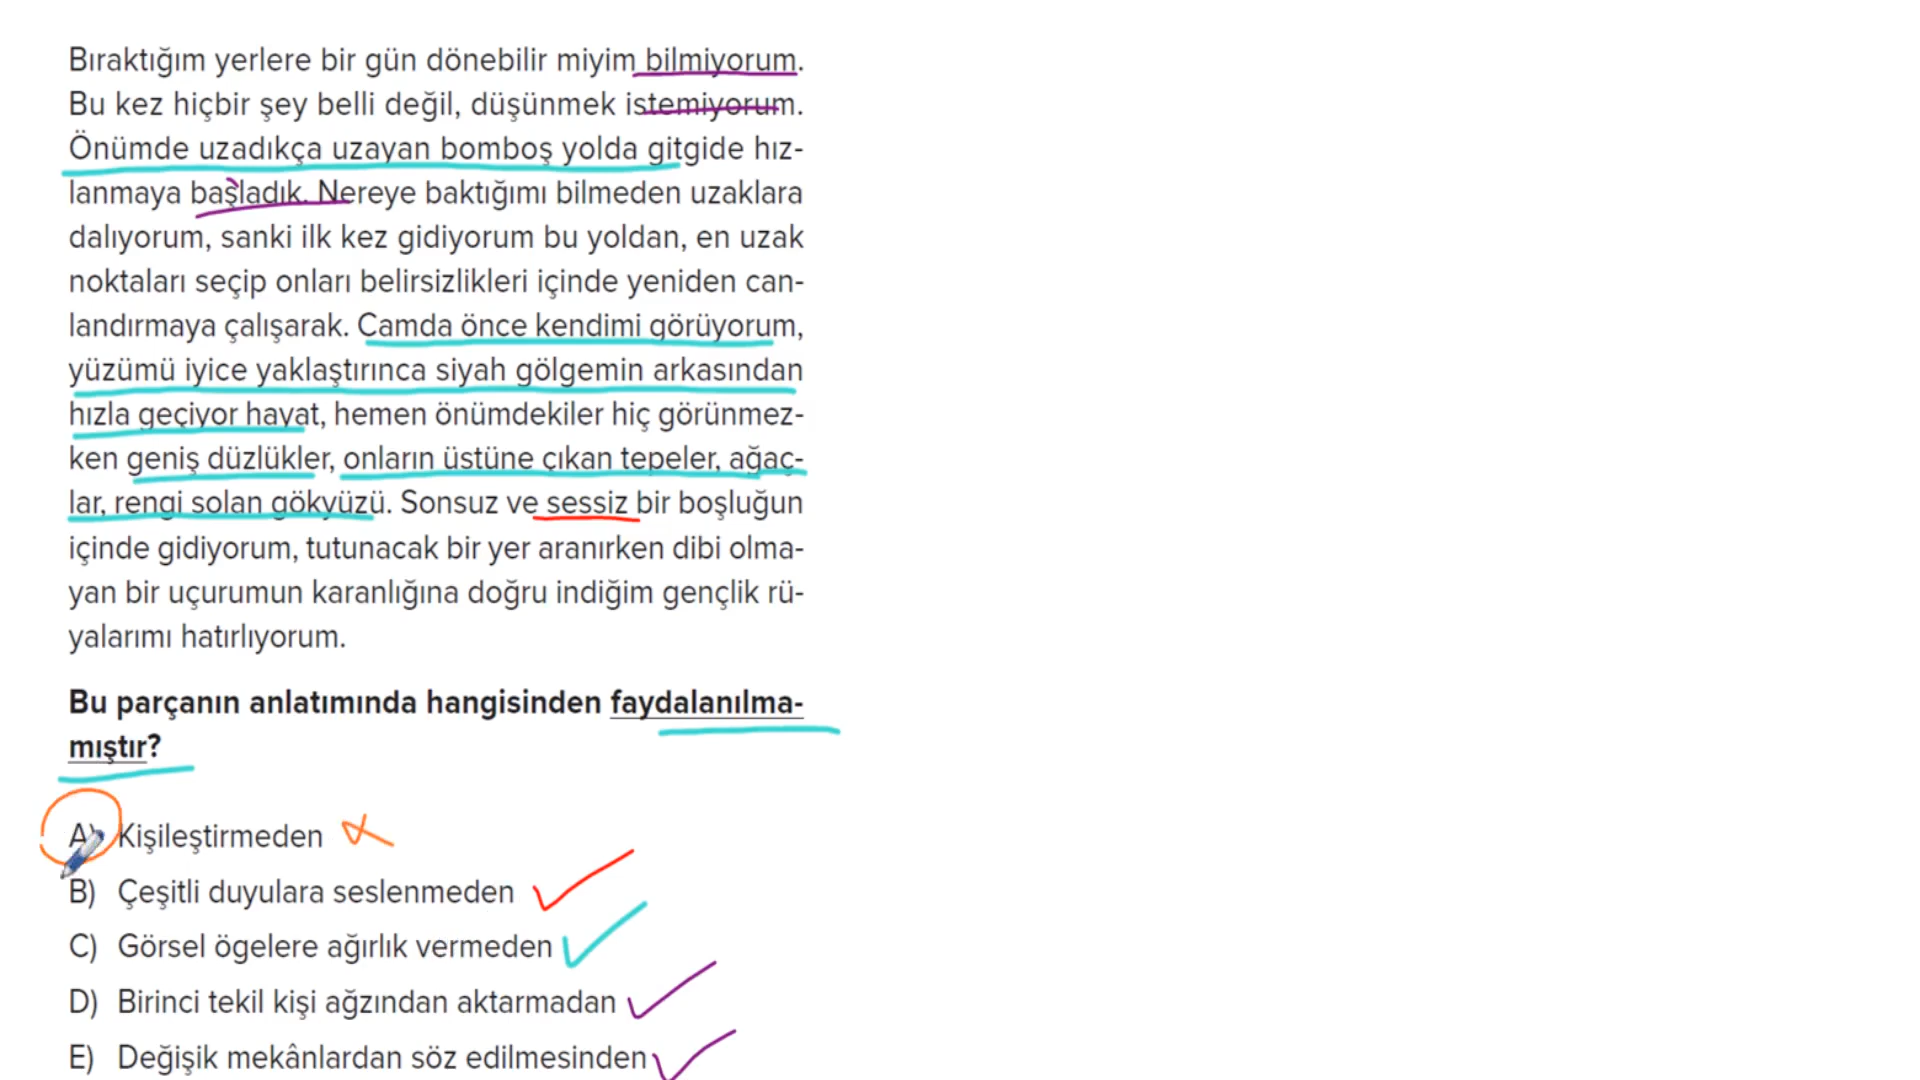 Bıraktığım yerlere bir gün dönebilir miyim bilmiyorum.
Bu kez hiçbir şey belli değil, düşünmek istemiyorum.
Önümde uzadıkça uzayan bomboş yolda gitgide hız-
lanmaya başladık. Nereye baktığımı bilmeden uzaklara
dalıyorum, sanki ilk kez gidiyorum bu yoldan, en uzak
noktaları seçip onları belirsizlikleri içinde yeniden can-
landırmaya çalışarak. Camda önce kendimi görüyorum,
yüzümü iyice yaklaştırınca siyah gölgemin arkasından
hızla geçiyor hayat, hemen önümdekiler hiç görünmez-
ken geniş düzlükler, onların üstüne çıkan tepeler, ağaç-
lar, rengi solan gökyüzü. Sonsuz ve sessiz bir boşluğun
içinde gidiyorum, tutunacak bir yer aranırken dibi olma-
yan bir uçurumun karanlığına doğru indiğim gençlik rü-
yalarımı hatırlıyorum.
Bu parçanın anlatımında hangisinden faydalanılma-
mıştır?
A) Kişileştirmeden
B) Çeşitli duyulara seslenmeden
C) Görsel ögelere ağırlık vermeden
D) Birinci tekil kişi ağzından aktarmadan
E) Değişik mekânlardan söz edilmesinden